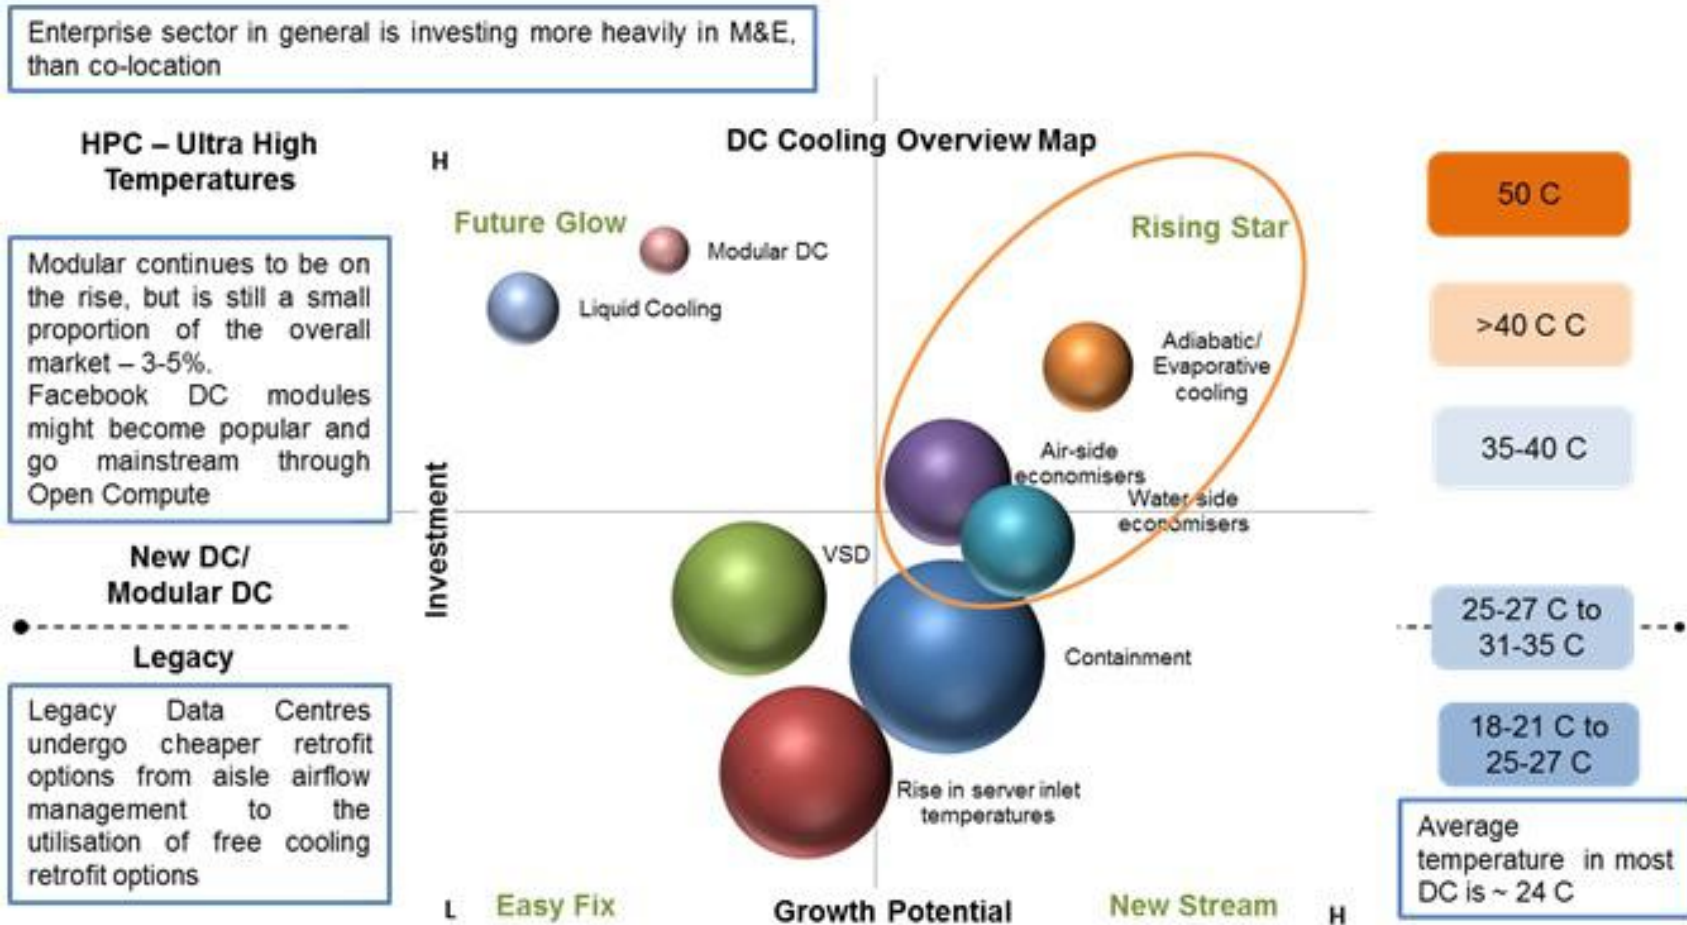 Enterprise sector in general is investing more heavily in M&E,
than co-location
HPC – Ultra High
Temperatures
Modular continues to be on
the rise, but is still a small
proportion of the overall
market – 3-5%.
Facebook DC modules
might become popular and
go mainstream through
Open Compute
New DC/
Modular DC
Legacy
Legacy Data Centres
undergo cheaper retrofit
options from aisle airflow
management to the
utilisation of free cooling
retrofit options
DC Cooling Overview Map
H
Future Glow
Rising Star
Modular DC
Liquid Cooling
Adiabatic/
Evaporative
cooling
Air-side
economisers
Water side
economisers
Investment
VSD
Containment
Rise in server inlet
temperatures
L
Easy Fix
Growth Potential
New Stream
H
50 C
>40 C C
35-40 C
25-27 C to
31-35 C
18-21 C to
25-27 C
Average
temperature in most
DC is ~ 24 C